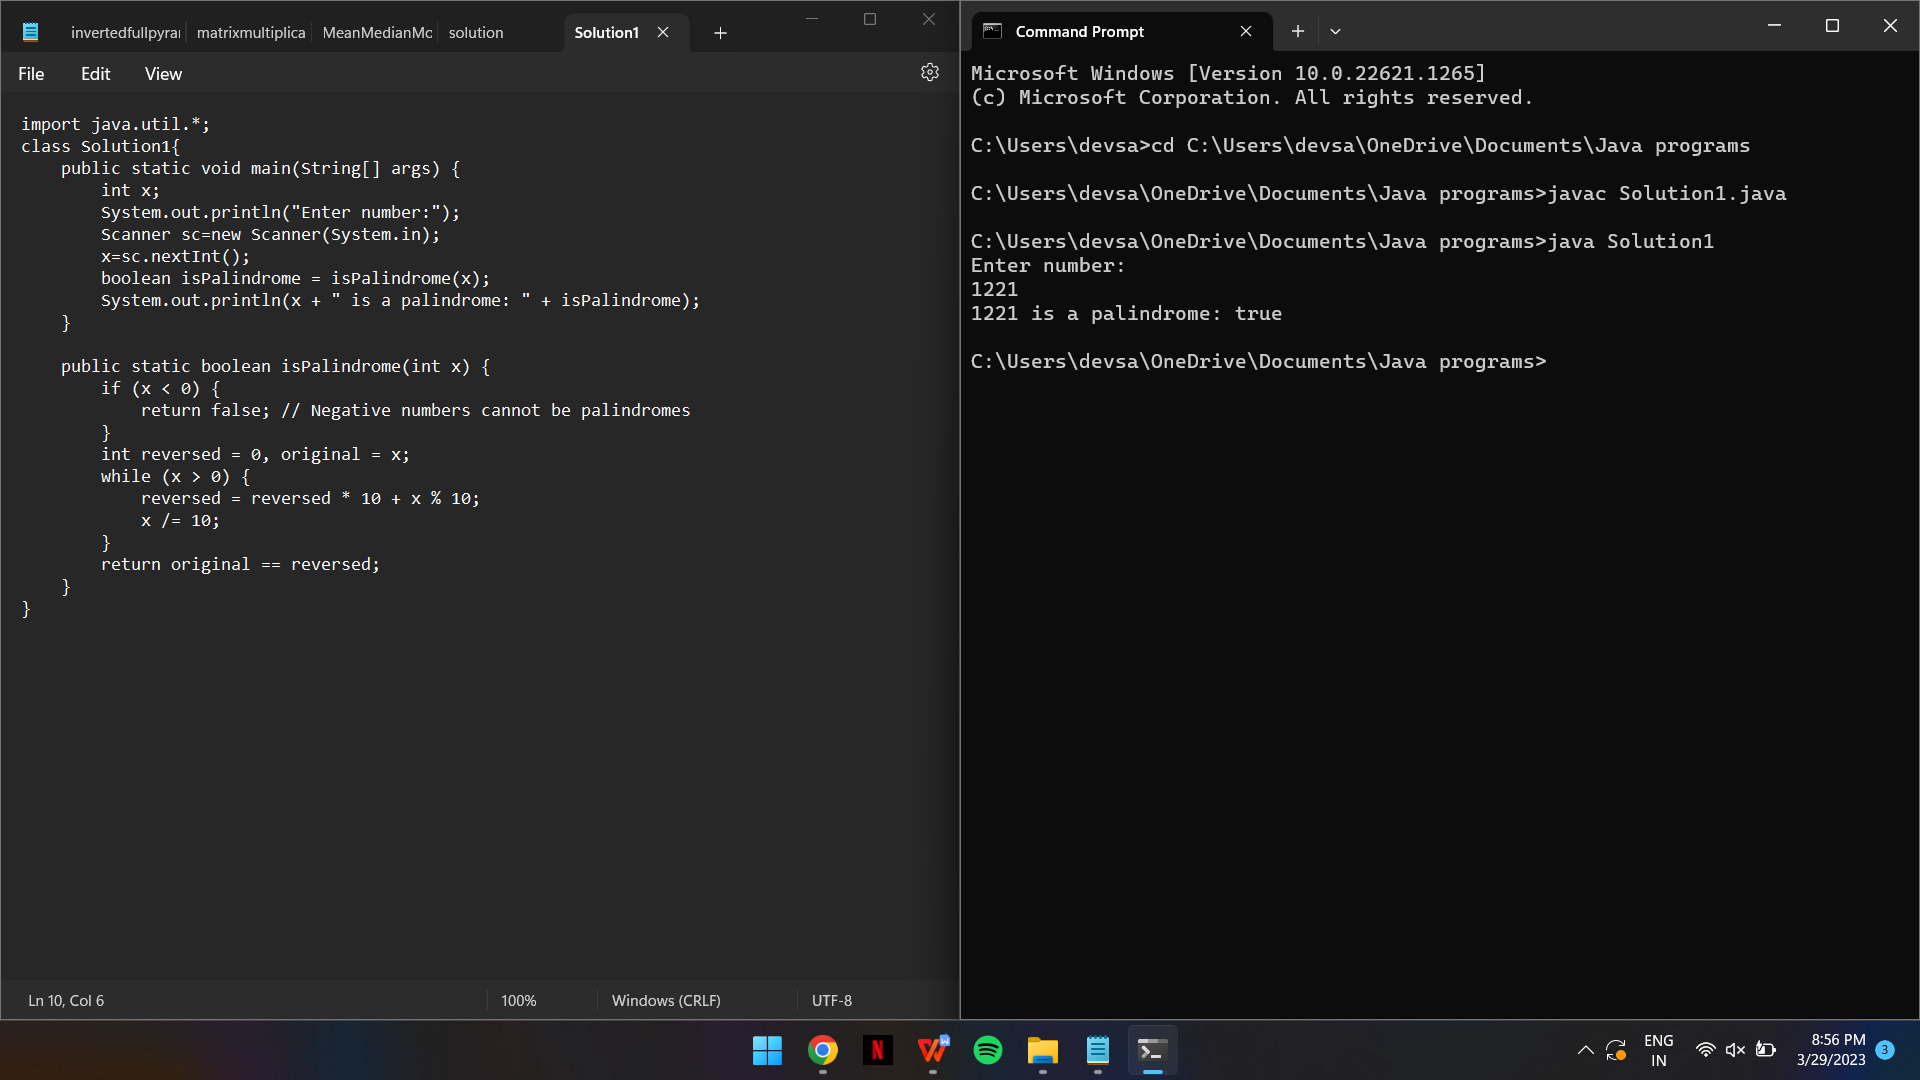 invertedfullpyra
matrixmultiplica
MeanMedianMo
solution
Solution1
File
Edit
View
import java.util.*;
class Solution1{
    public static void main(String[] args) {
        int x;
        System.out.println("Enter number:");
        Scanner sc=new Scanner(System.in);
        x=sc.nextInt();
        boolean isPalindrome = isPalindrome(x);
        System.out.println(x + " is a palindrome: " + isPalindrome);
    }
    public static boolean isPalindrome(int x) {
        if (x < 0) {
            return false; // Negative numbers cannot be palindromes
        }
        int reversed = 0, original = x;
        while (x > 0) {
            reversed = reversed * 10 + x % 10;
            x /= 10;
        }
        return original == reversed;
    }
}
Ln 10, Col 6
100%
Windows (CRLF)
UTF-8
Command Prompt
Microsoft Windows [Version 10.0.22621.1265]
(c) Microsoft Corporation. All rights reserved.
C:\Users\devsa>cd C:\Users\devsa\OneDrive\Documents\Java programs
C:\Users\devsa\OneDrive\Documents\Java programs>javac Solution1.java
C:\Users\devsa\OneDrive\Documents\Java programs>java Solution1
Enter number:
1221
1221 is a palindrome: true
C:\Users\devsa\OneDrive\Documents\Java programs>
ENG
IN
8:56 PM
3/29/2023
3